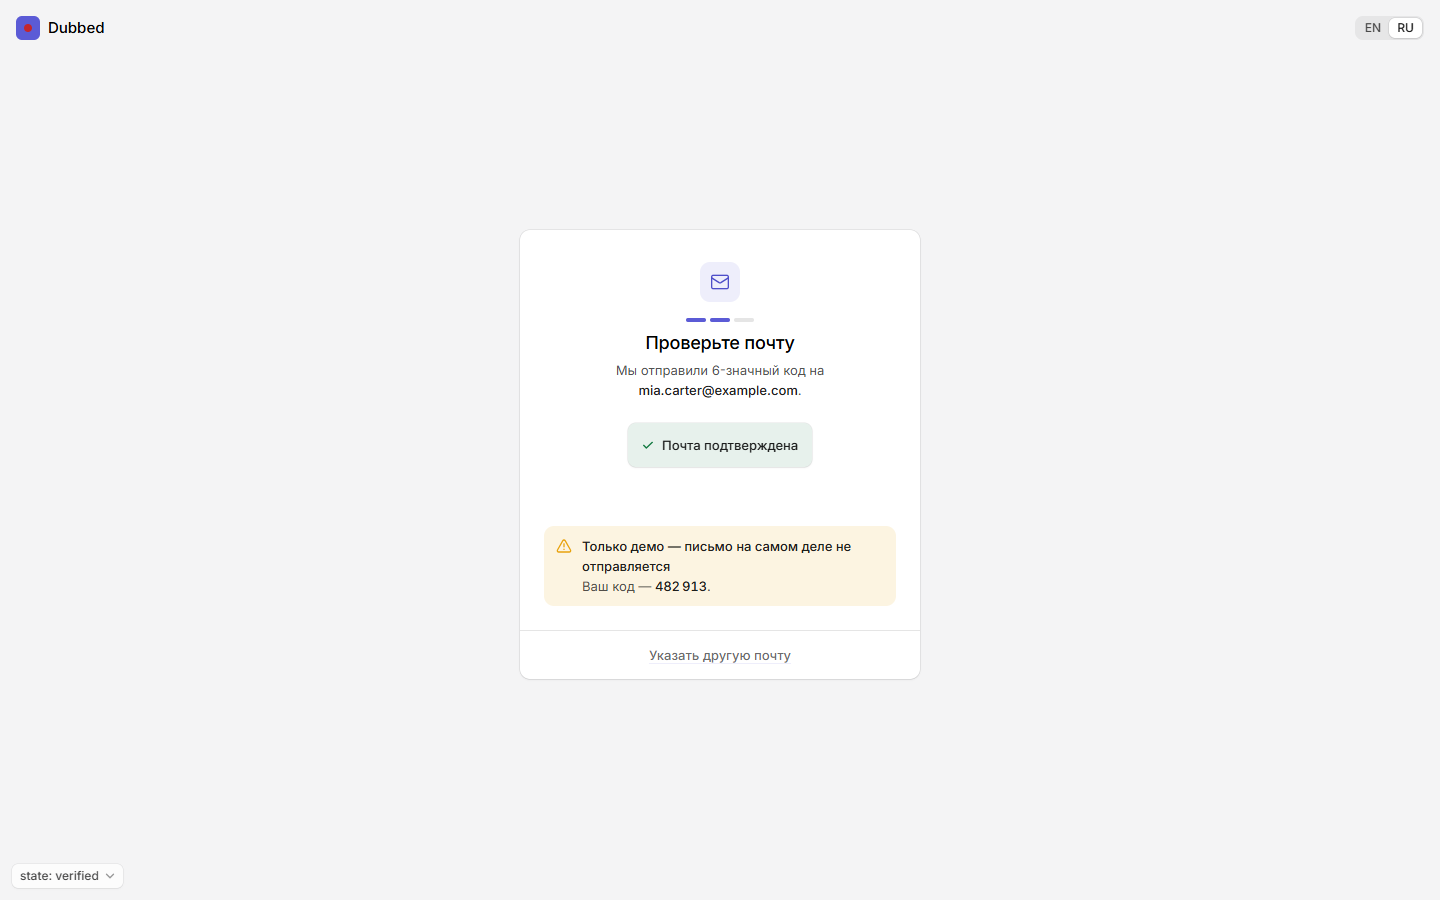 Dubbed
EN RU
Проверьте почту
Мы отправили 6-значный код на
mia.carter@example.com.
Почта подтверждена
Только демо — письмо на самом деле не
отправляется
Ваш код — 482 913.
Указать другую почту
state: verified